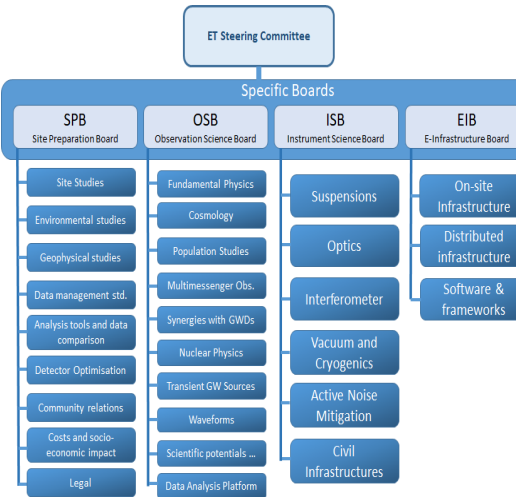 ET Steering Committee
Specific Boards
SPB
Site Preparation Board
OSB
Observation Science Board
ISB
Instrument Science Board
EIB
E-Infrastructure Board
Site Studies
Environmental studies
Geophysical studies
Data management std.
Analysis tools and data
comparison
Detector Optimisation
Community relations
Costs and socio-
economic impact
Legal
Fundamental Physics
Cosmology
Population Studies
Multimessenger Obs.
Synergies with GWDs
Nuclear Physics
Transient GW Sources
Waveforms
Scientific potentials ...
Data Analysis Platform
Suspensions
Optics
Interferometer
Vacuum and
Cryogenics
Active Noise
Mitigation
Civil
Infrastructures
On-site
Infrastructure
Distributed
infrastructure
Software &
frameworks